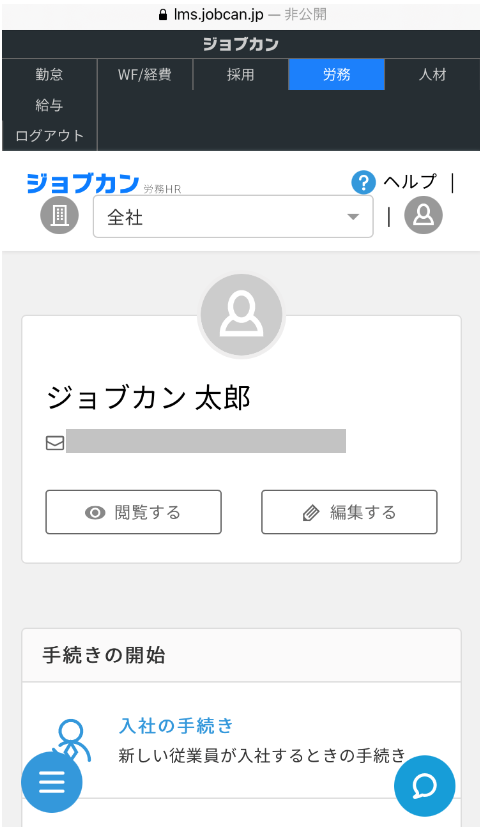 lms.jobcan.jp — 非公開
ジョブカン
勤怠 WF/経費 採用 労務 人材
給与
ログアウト
ジョブカン 労務HR ? ヘルプ |
全社 |
ジョブカン 太郎
閲覧する 編集する
手続きの開始
入社の手続き
新しい従業員が入社するときの手続き